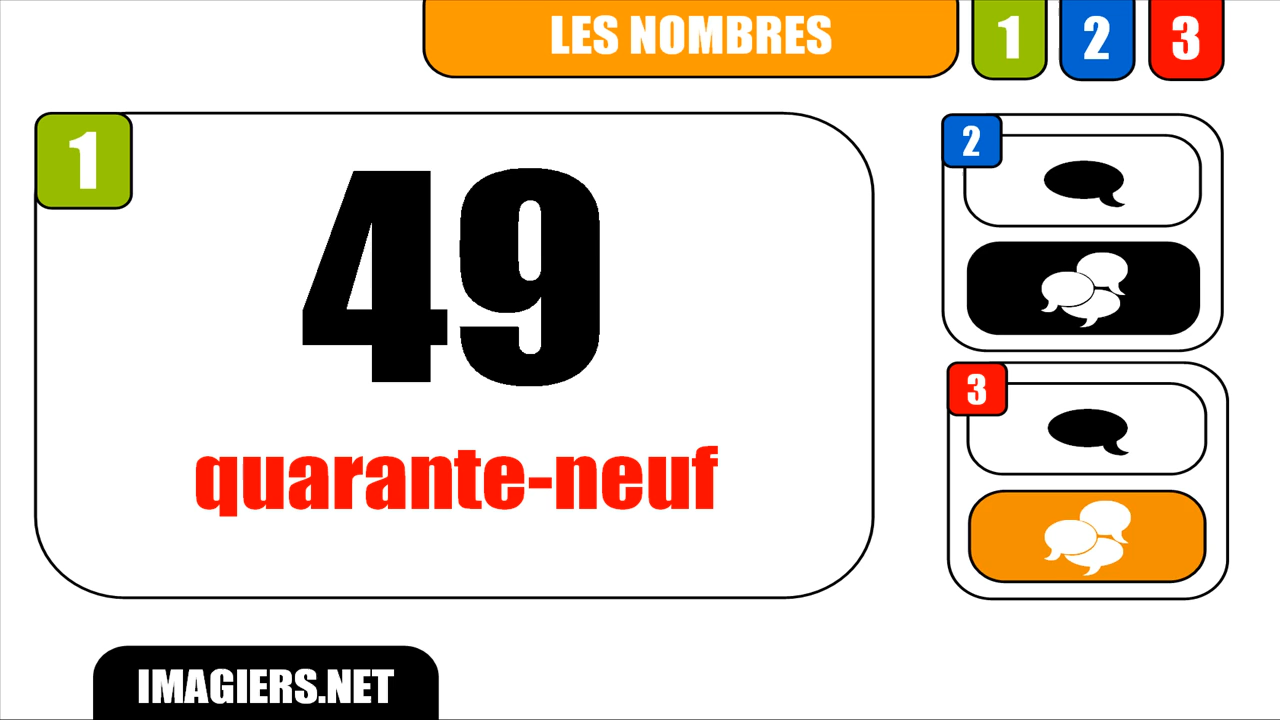 LES NOMBRES
1 2 3
1
49
quarante-neuf
2
3
IMAGIERS.NET